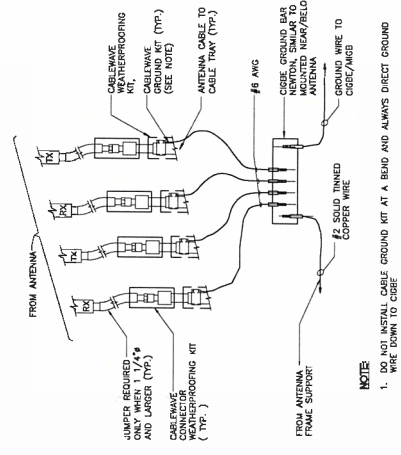 FROM ANTENNA
RX
TX
RX
TX
JUMPER REQUIRED
ONLY WHEN 1 1/4"ø
AND LARGER (TYP.)
CABLEWAVE
CONNECTOR
WEATHERPROOFING KIT
( TYP. )
CABLEWAVE
WEATHERPROOFING
KIT,
CABLEWAVE
GROUND KIT (TYP.)
(SEE NOTE)
ANTENNA CABLE TO
CABLE TRAY (TYP.)
#6 AWG
CIGBE GROUND BAR
NEWTON, SIMILAR TO
MOUNTED NEAR/BELO
ANTENNA
GROUND WIRE TO
CIGBE/MIGB
FROM ANTENNA
FRAME SUPPORT
#2 SOLID TINNED
COPPER WIRE
NOTE:
1. DO NOT INSTALL CABLE GROUND KIT AT A BEND AND ALWAYS DIRECT GROUND
WIRE DOWN TO CIGBE